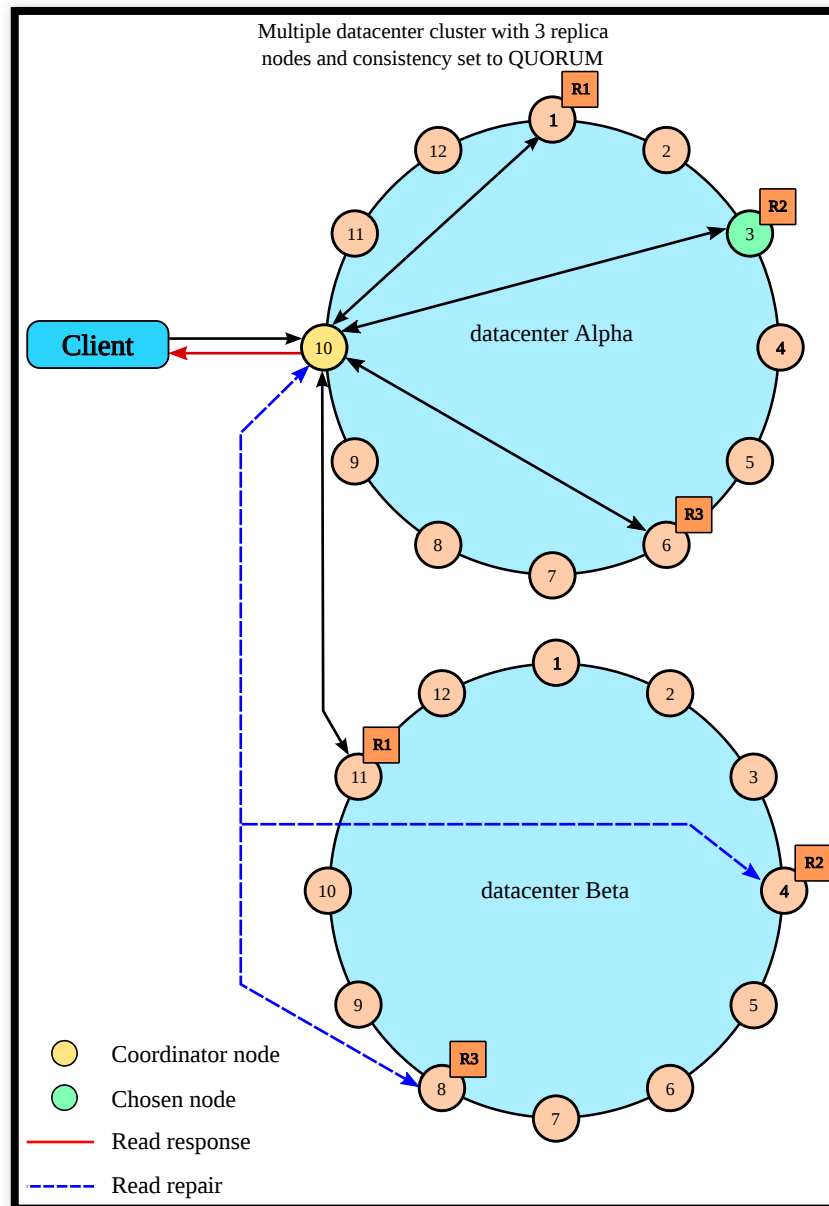 Multiple datacenter cluster with 3 replica
nodes and consistency set to QUORUM
R1
1
12
2
R2
11
3
Client
10
datacenter Alpha
4
9
5
R3
8
6
7
1
12
2
R1
11
3
R2
10
datacenter Beta
4
9
5
R3
8
6
7
Coordinator node
Chosen node
Read response
Read repair